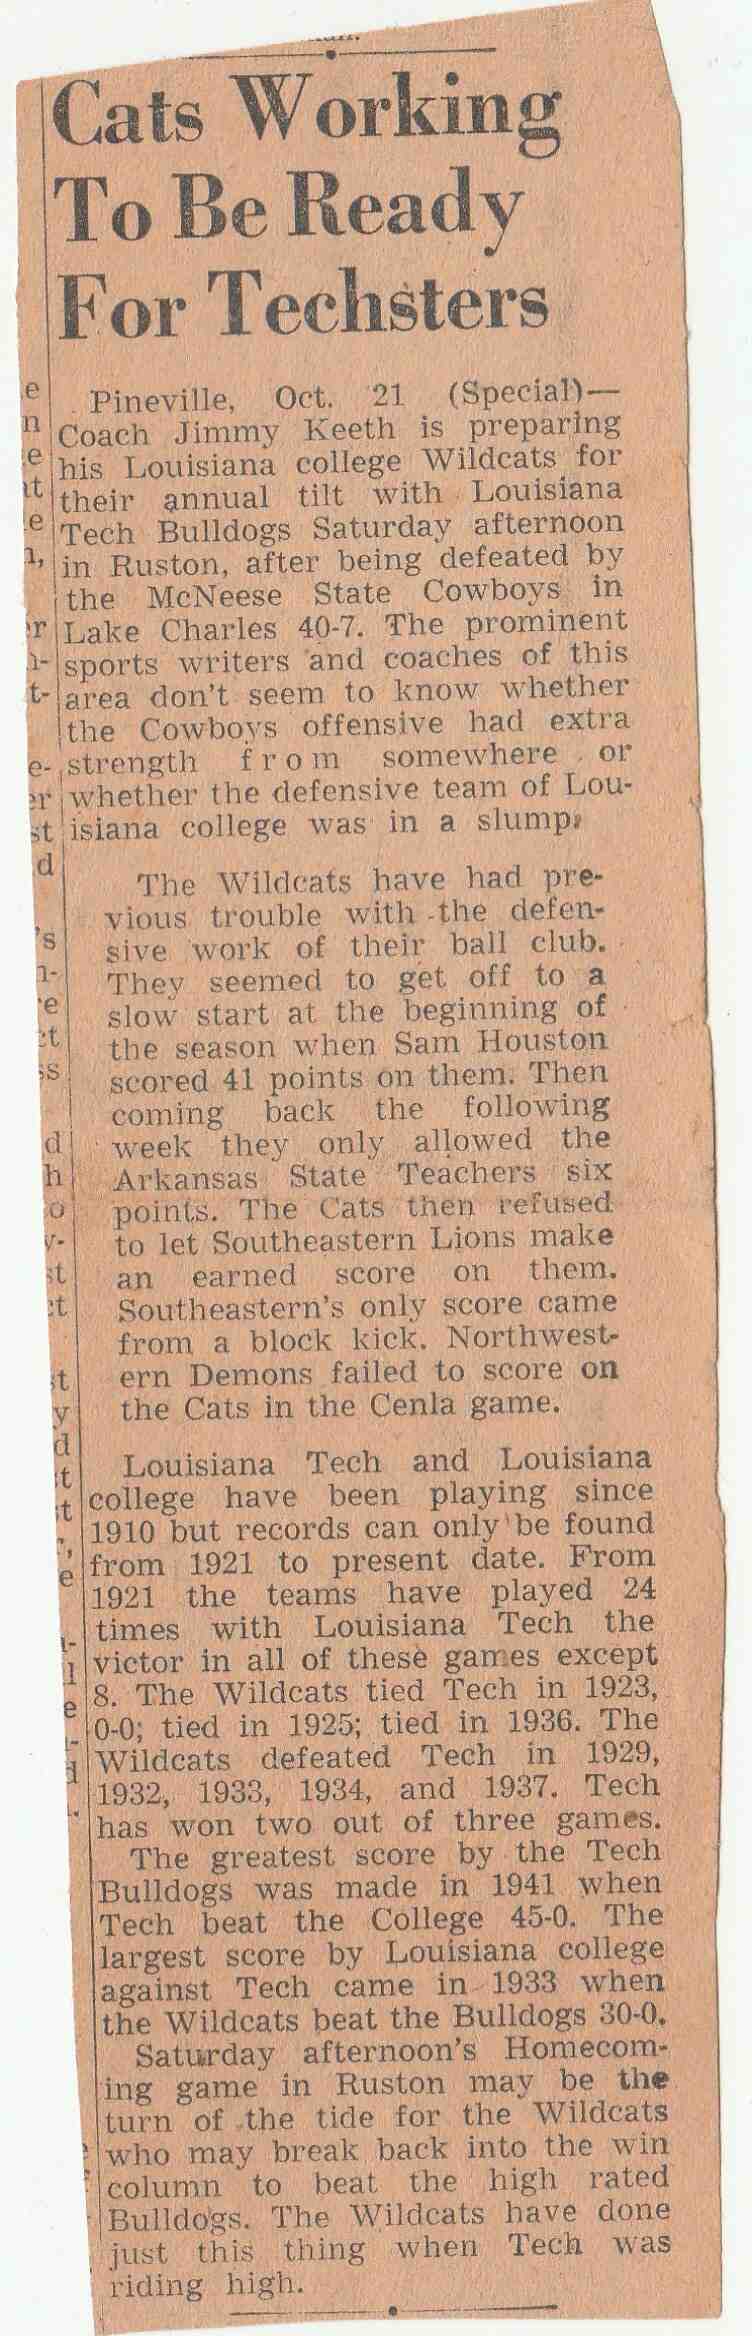 Cats Working
To Be Ready
For Techsters
Pineville, Oct. 21 (Special)—
Coach Jimmy Keeth is preparing
his Louisiana college Wildcats for
their annual tilt with Louisiana
Tech Bulldogs Saturday afternoon
in Ruston, after being defeated by
the McNeese State Cowboys in
Lake Charles 40-7. The prominent
sports writers and coaches of this
area don't seem to know whether
the Cowboys offensive had extra
strength from somewhere or
whether the defensive team of Lou-
isiana college was in a slump.
The Wildcats have had pre-
vious trouble with the defen-
sive work of their ball club.
They seemed to get off to a
slow start at the beginning of
the season when Sam Houston
scored 41 points on them. Then
coming back the following
week they only allowed the
Arkansas State Teachers six
points. The Cats then refused
to let Southeastern Lions make
an earned score on them.
Southeastern's only score came
from a block kick. Northwest-
ern Demons failed to score on
the Cats in the Cenla game.
Louisiana Tech and Louisiana
college have been playing since
1910 but records can only be found
from 1921 to present date. From
1921 the teams have played 24
times with Louisiana Tech the
victor in all of these games except
8. The Wildcats tied Tech in 1923,
0-0; tied in 1925; tied in 1936. The
Wildcats defeated Tech in 1929,
1932, 1933, 1934, and 1937. Tech
has won two out of three games.
The greatest score by the Tech
Bulldogs was made in 1941 when
Tech beat the College 45-0. The
largest score by Louisiana college
against Tech came in 1933 when
the Wildcats beat the Bulldogs 30-0.
Saturday afternoon's Homecom-
ing game in Ruston may be the
turn of the tide for the Wildcats
who may break back into the win
column to beat the high rated
Bulldogs. The Wildcats have done
just this thing when Tech was
riding high.